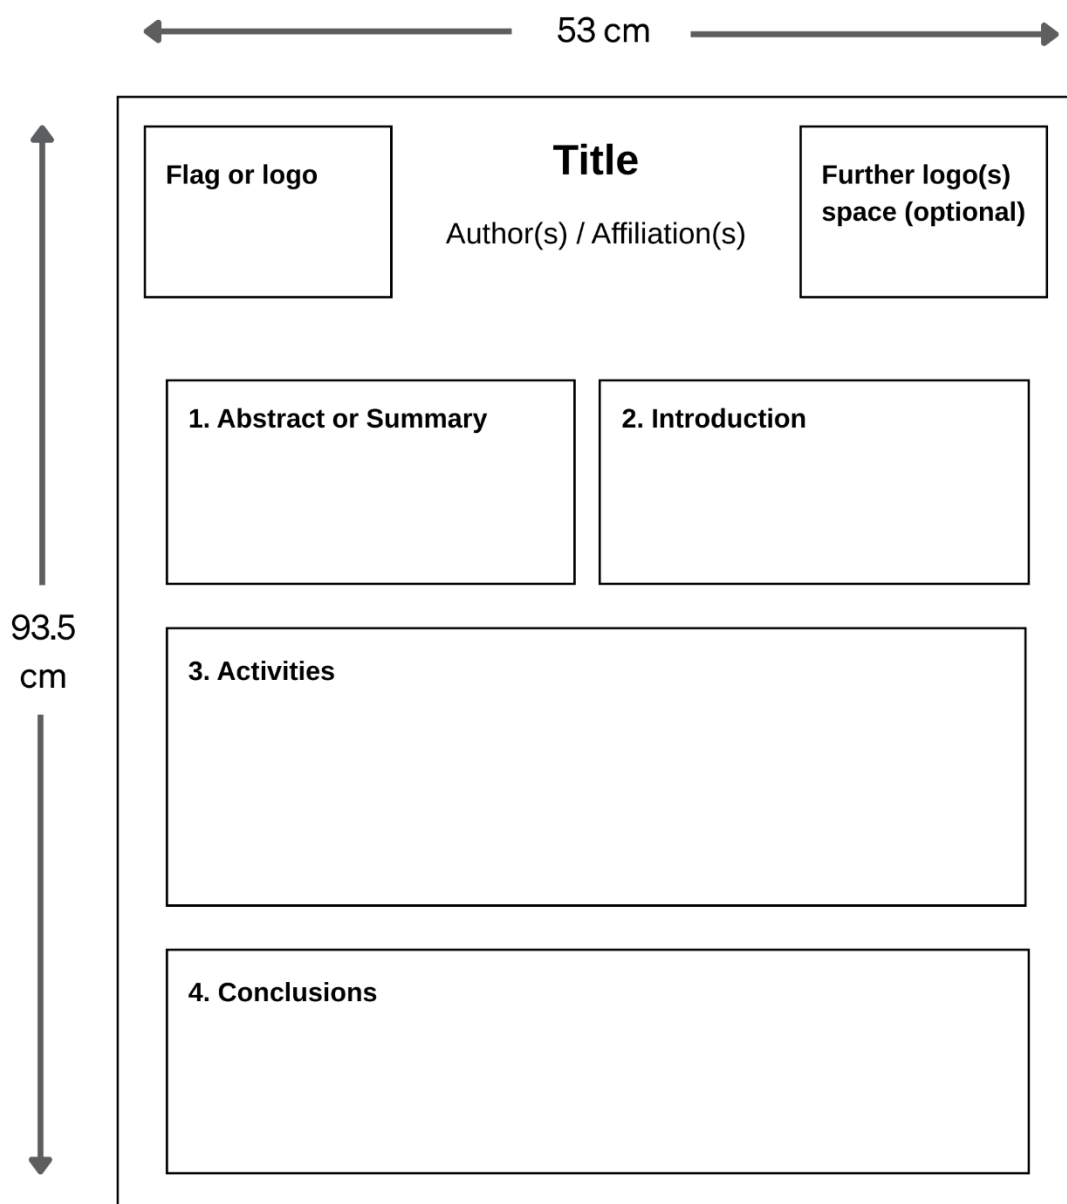 53 cm
Flag or logo
Title
Author(s) / Affiliation(s)
Further logo(s)
space (optional)
1. Abstract or Summary
2. Introduction
93.5
cm
3. Activities
4. Conclusions